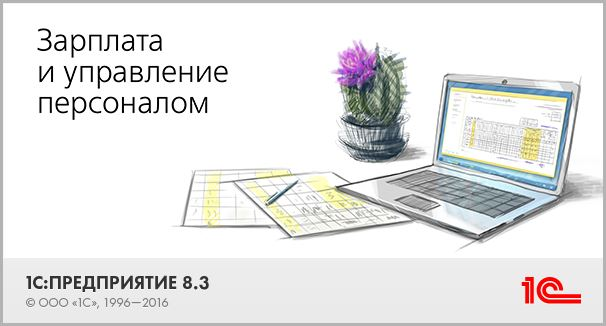 Зарплата
и управление
персоналом
1С:ПРЕДПРИЯТИЕ 8.3
© ООО «1С», 1996—2016
1С